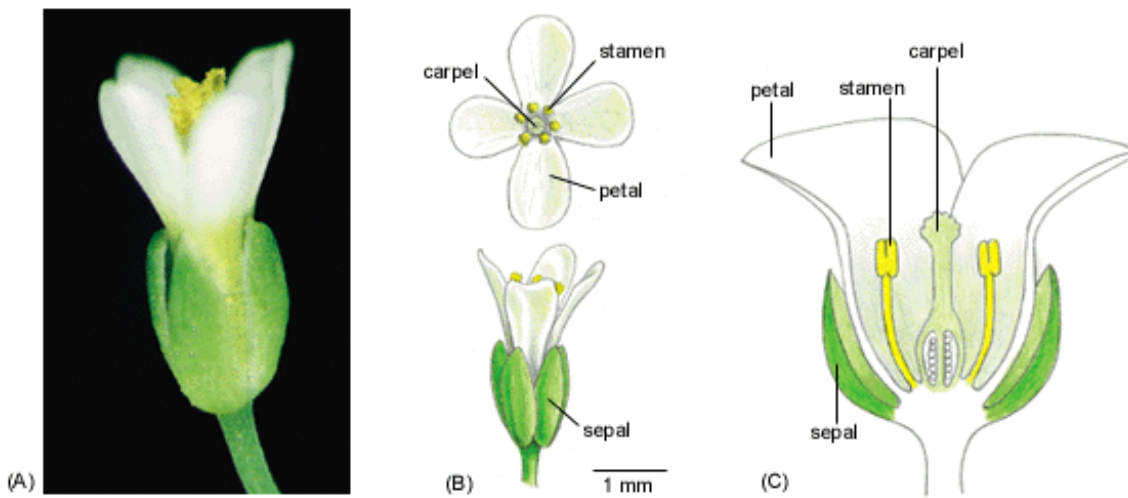 (A)
carpel
stamen
petal
sepal
(B)
1 mm
petal
stamen
carpel
sepal
(C)